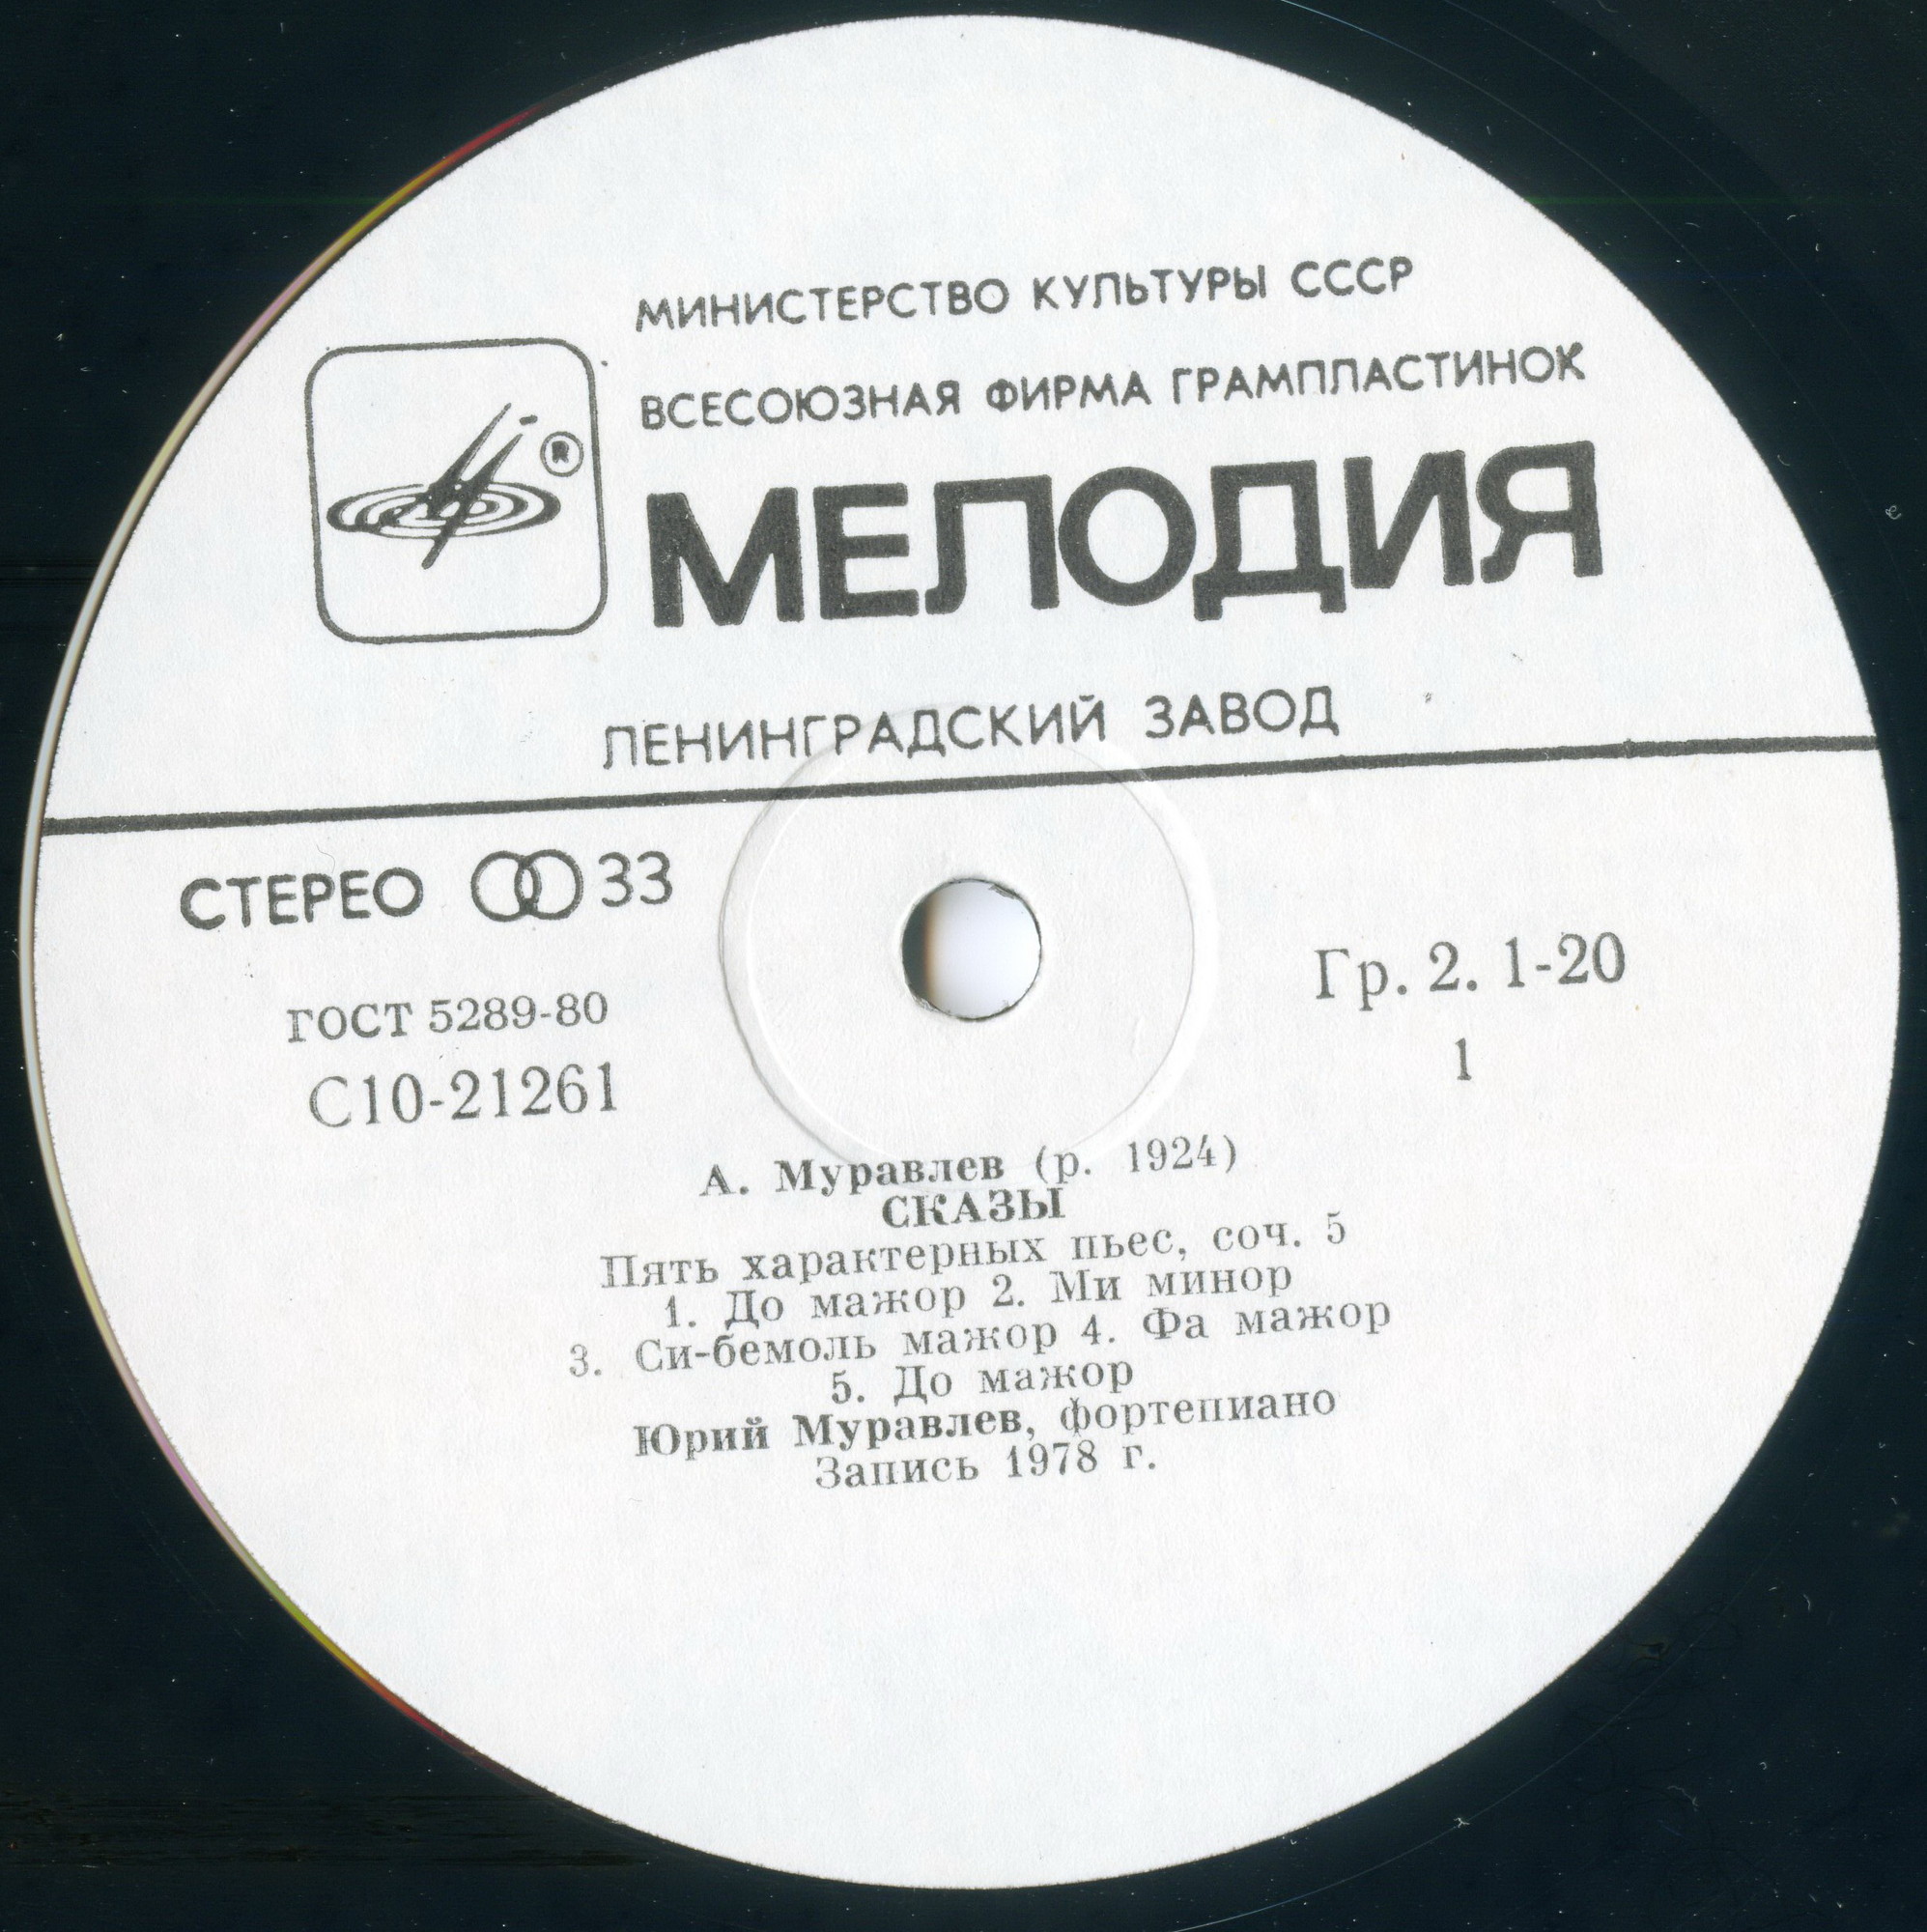 МИНИСТЕРСТВО КУЛЬТУРЫ СССР
ВСЕСОЮЗНАЯ ФИРМА ГРАМПЛАСТИНОК
®
МЕЛОДИЯ
ЛЕНИНГРАДСКИЙ ЗАВОД
СТЕРЕО 33
Гр. 2. 1-20
ГОСТ 5289-80
1
С10-21261
А. Муравлев (р. 1924)
СКАЗЫ
Пять характерных пьес, соч. 5
1. До мажор 2. Ми минор
3. Си-бемоль мажор 4. Фа мажор
5. До мажор
Юрий Муравлев, фортепиано
Запись 1978 г.